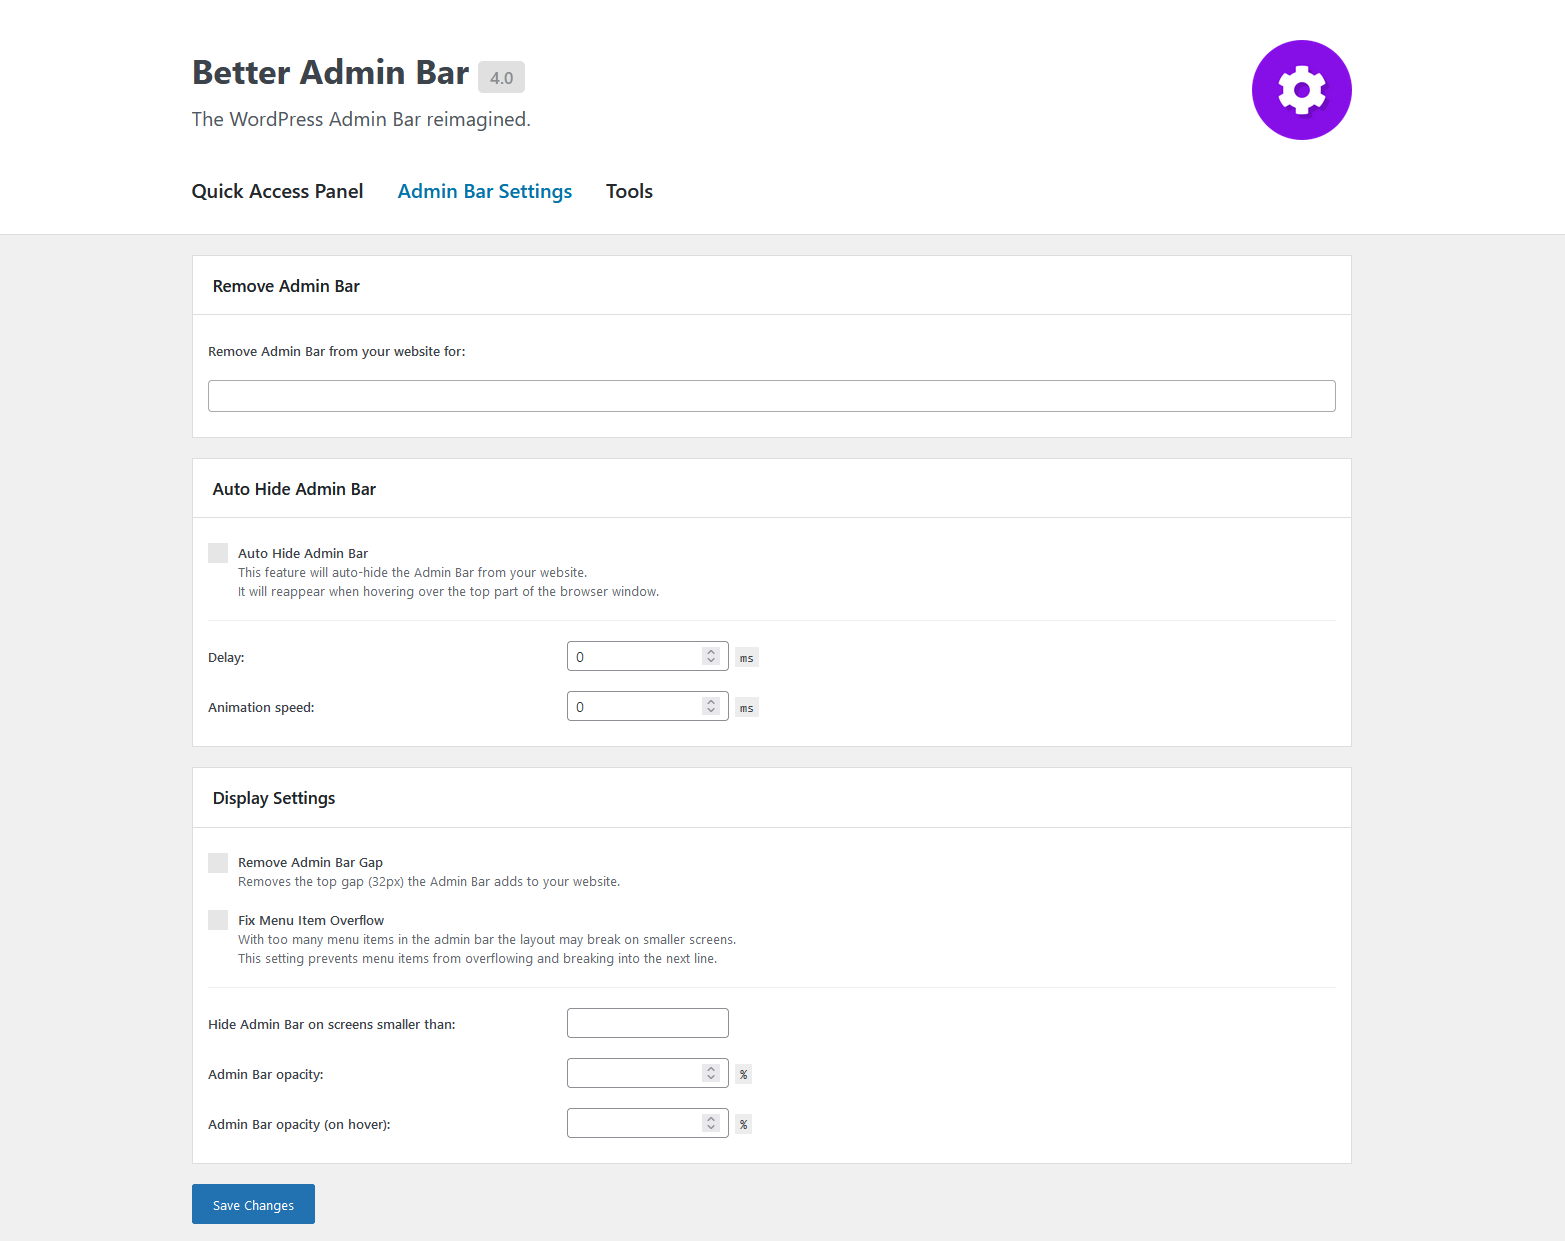 Better Admin Bar 4.0
The WordPress Admin Bar reimagined.
Quick Access Panel Admin Bar Settings Tools
Remove Admin Bar
Remove Admin Bar from your website for:
Auto Hide Admin Bar
Auto Hide Admin Bar
This feature will auto-hide the Admin Bar from your website.
It will reappear when hovering over the top part of the browser window.
Delay: 0 ms
Animation speed: 0 ms
Display Settings
Remove Admin Bar Gap
Removes the top gap (32px) the Admin Bar adds to your website.
Fix Menu Item Overflow
With too many menu items in the admin bar the layout may break on smaller screens.
This setting prevents menu items from overflowing and breaking into the next line.
Hide Admin Bar on screens smaller than:
Admin Bar opacity: %
Admin Bar opacity (on hover): %
Save Changes